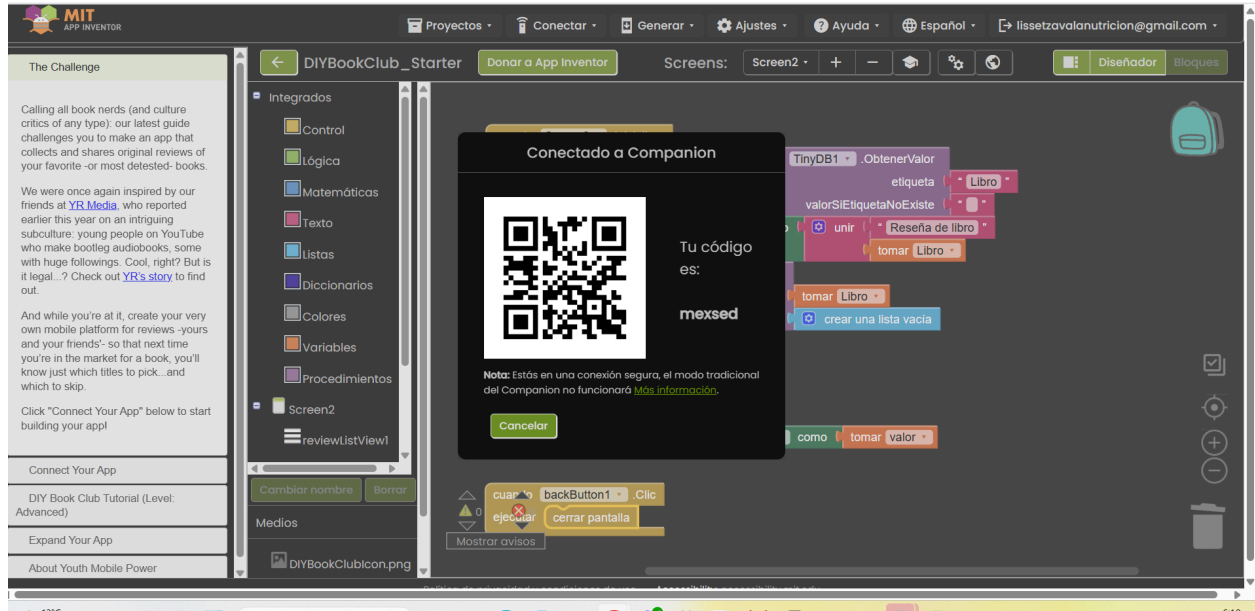 MIT
APP INVENTOR
Proyectos
Conectar
Generar
Ajustes
Ayuda
Español
lissetzavalanutricion@gmail.com
The Challenge
DIYBookClub_Starter
Donar a App Inventor
Screens:
Screen2
Diseñador
Bloques
Calling all book nerds (and culture
critics of any type): our latest guide
challenges you to make an app that
collects and shares original reviews of
your favorite -or most detested- books.
We were once again inspired by our
friends at YR Media, who reported
earlier this year on an intriguing
subculture: young people on YouTube
who make bootleg audiobooks, some
with huge followings. Cool, right? But is
it legal...? Check out YR's story to find
out.
And while you're at it, create your very
own mobile platform for reviews -yours
and your friends'- so that next time
you're in the market for a book, you'll
know just which titles to pick...and
which to skip.
Click "Connect Your App" below to start
building your app!
Connect Your App
DIY Book Club Tutorial (Level:
Advanced)
Expand Your App
About Youth Mobile Power
Integrados
Control
Lógica
Matemáticas
Texto
Listas
Diccionarios
Colores
Variables
Procedimientos
Screen2
reviewListView1
Cambiar nombre
Borrar
Medios
DIYBookClubIcon.png
Conectado a Companion
Tu código
es:
mexsed
Nota: Estás en una conexión segura, el modo tradicional
del Companion no funcionará Más información.
Cancelar
TinyDB1 .ObtenerValor
etiqueta " Libro "
valorSiEtiquetaNoExiste " "
unir " Reseña de libro "
tomar Libro
tomar Libro
crear una lista vacía
como tomar valor
cuando backButton1 .Clic
0
ejecutar cerrar pantalla
Mostrar avisos